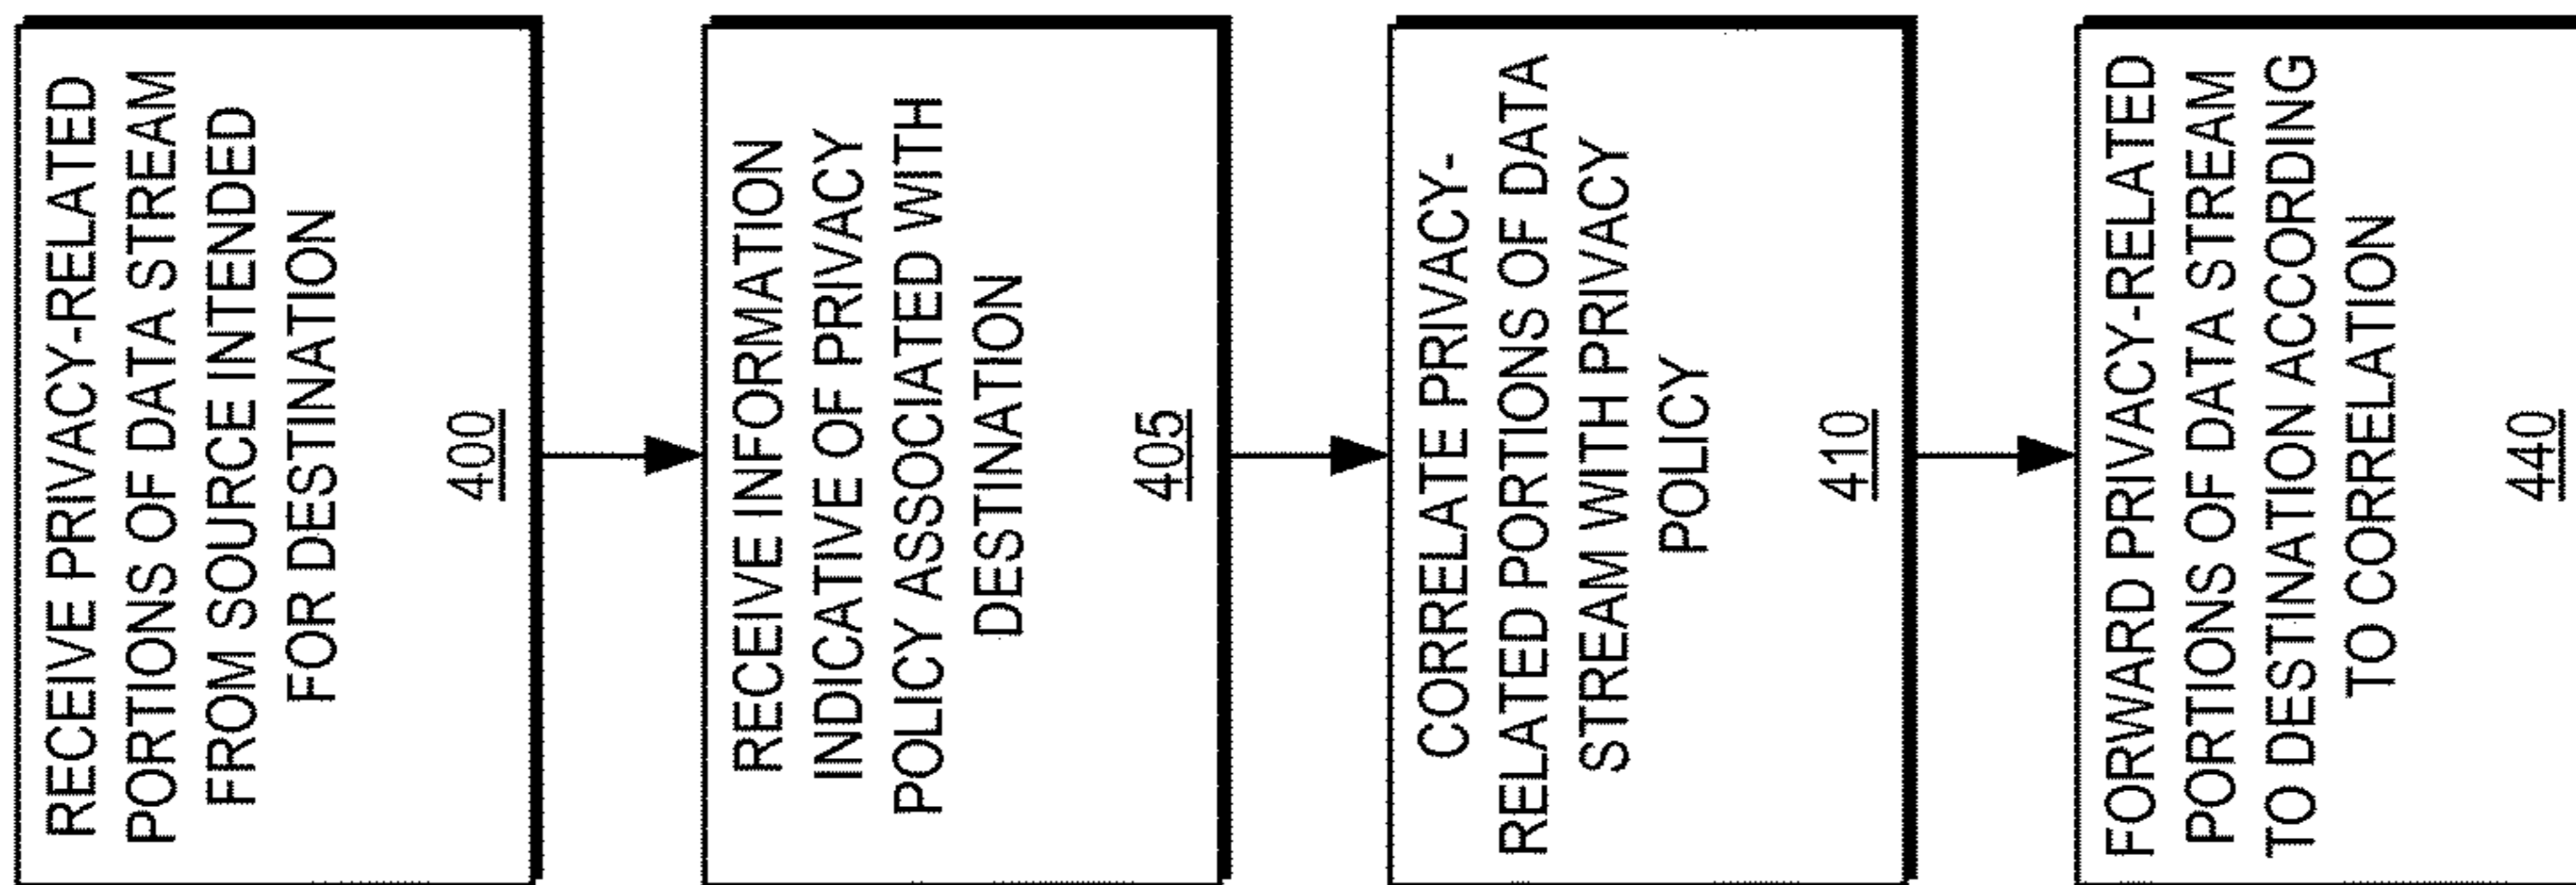 RECEIVE PRIVACY-RELATED
PORTIONS OF DATA STREAM
FROM SOURCE INTENDED
FOR DESTINATION
400
RECEIVE INFORMATION
INDICATIVE OF PRIVACY
POLICY ASSOCIATED WITH
DESTINATION
405
CORRELATE PRIVACY-
RELATED PORTIONS OF DATA
STREAM WITH PRIVACY
POLICY
410
FORWARD PRIVACY-RELATED
PORTIONS OF DATA STREAM
TO DESTINATION ACCORDING
TO CORRELATION
440